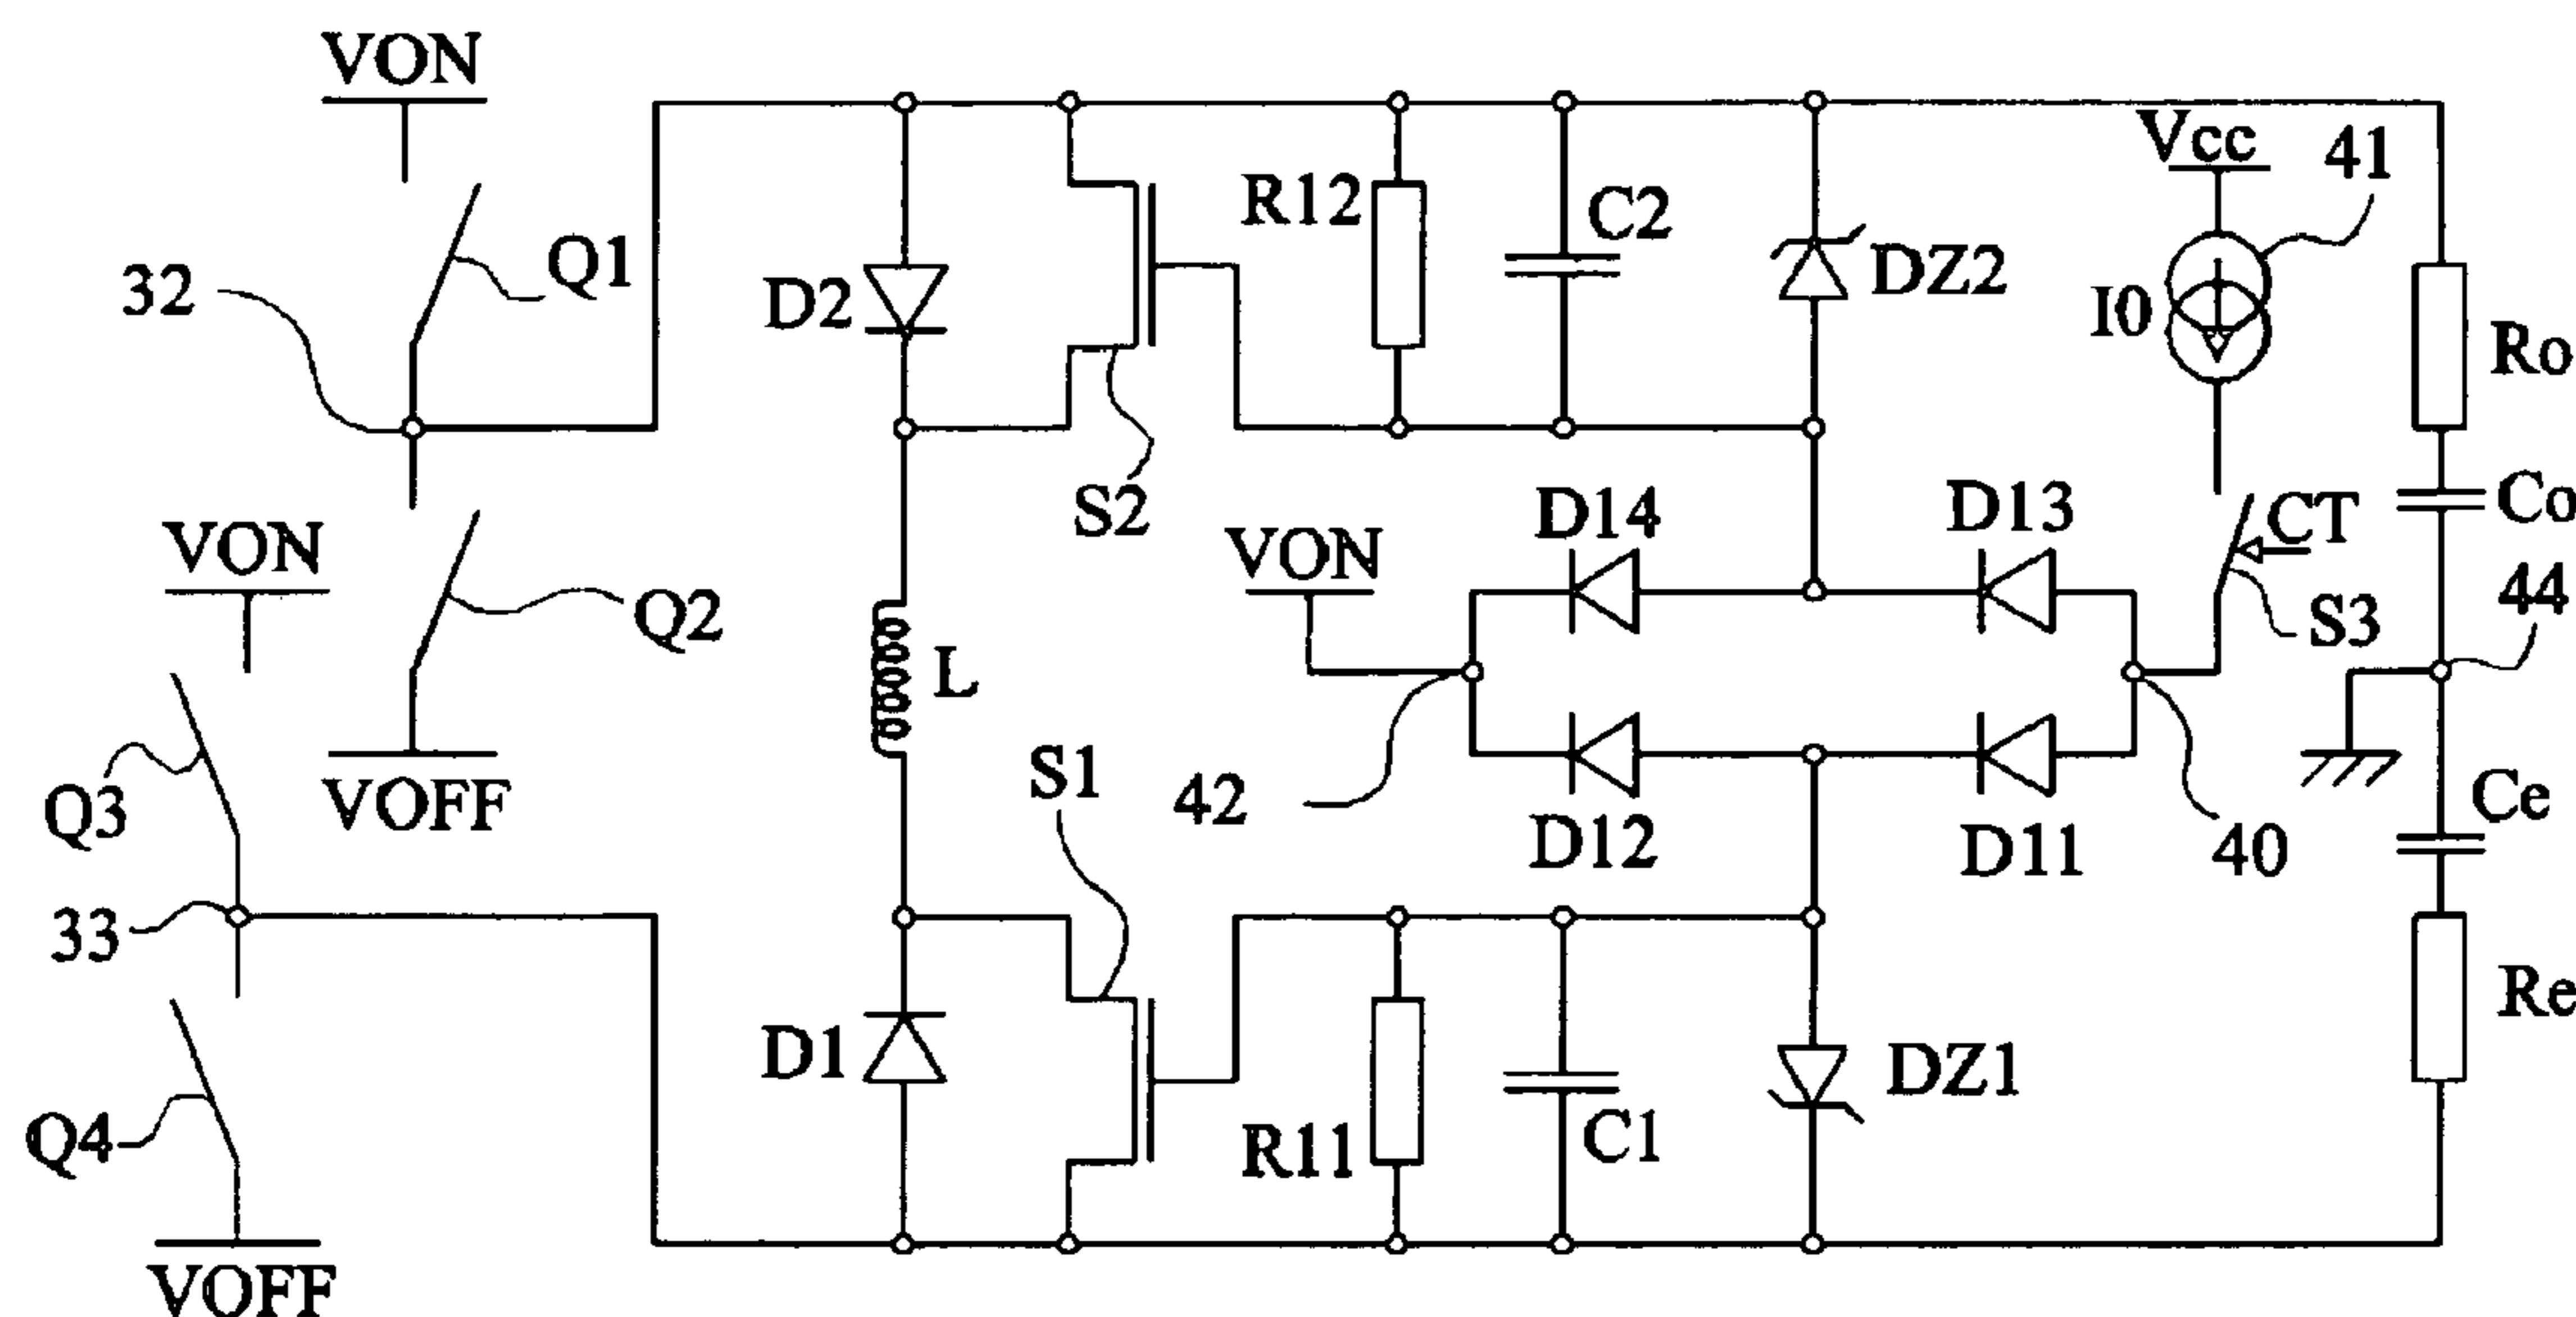 VON
Vcc
41
R12
C2
Q1
32
D2
DZ2
I0
Ro
S2
D14
D13
Co
VON
VON
CT
44
Q2
S3
L
S1
Q3
VOFF
42
Ce
D12
D11
40
33
D1
DZ1
Re
Q4
R11
C1
VOFF